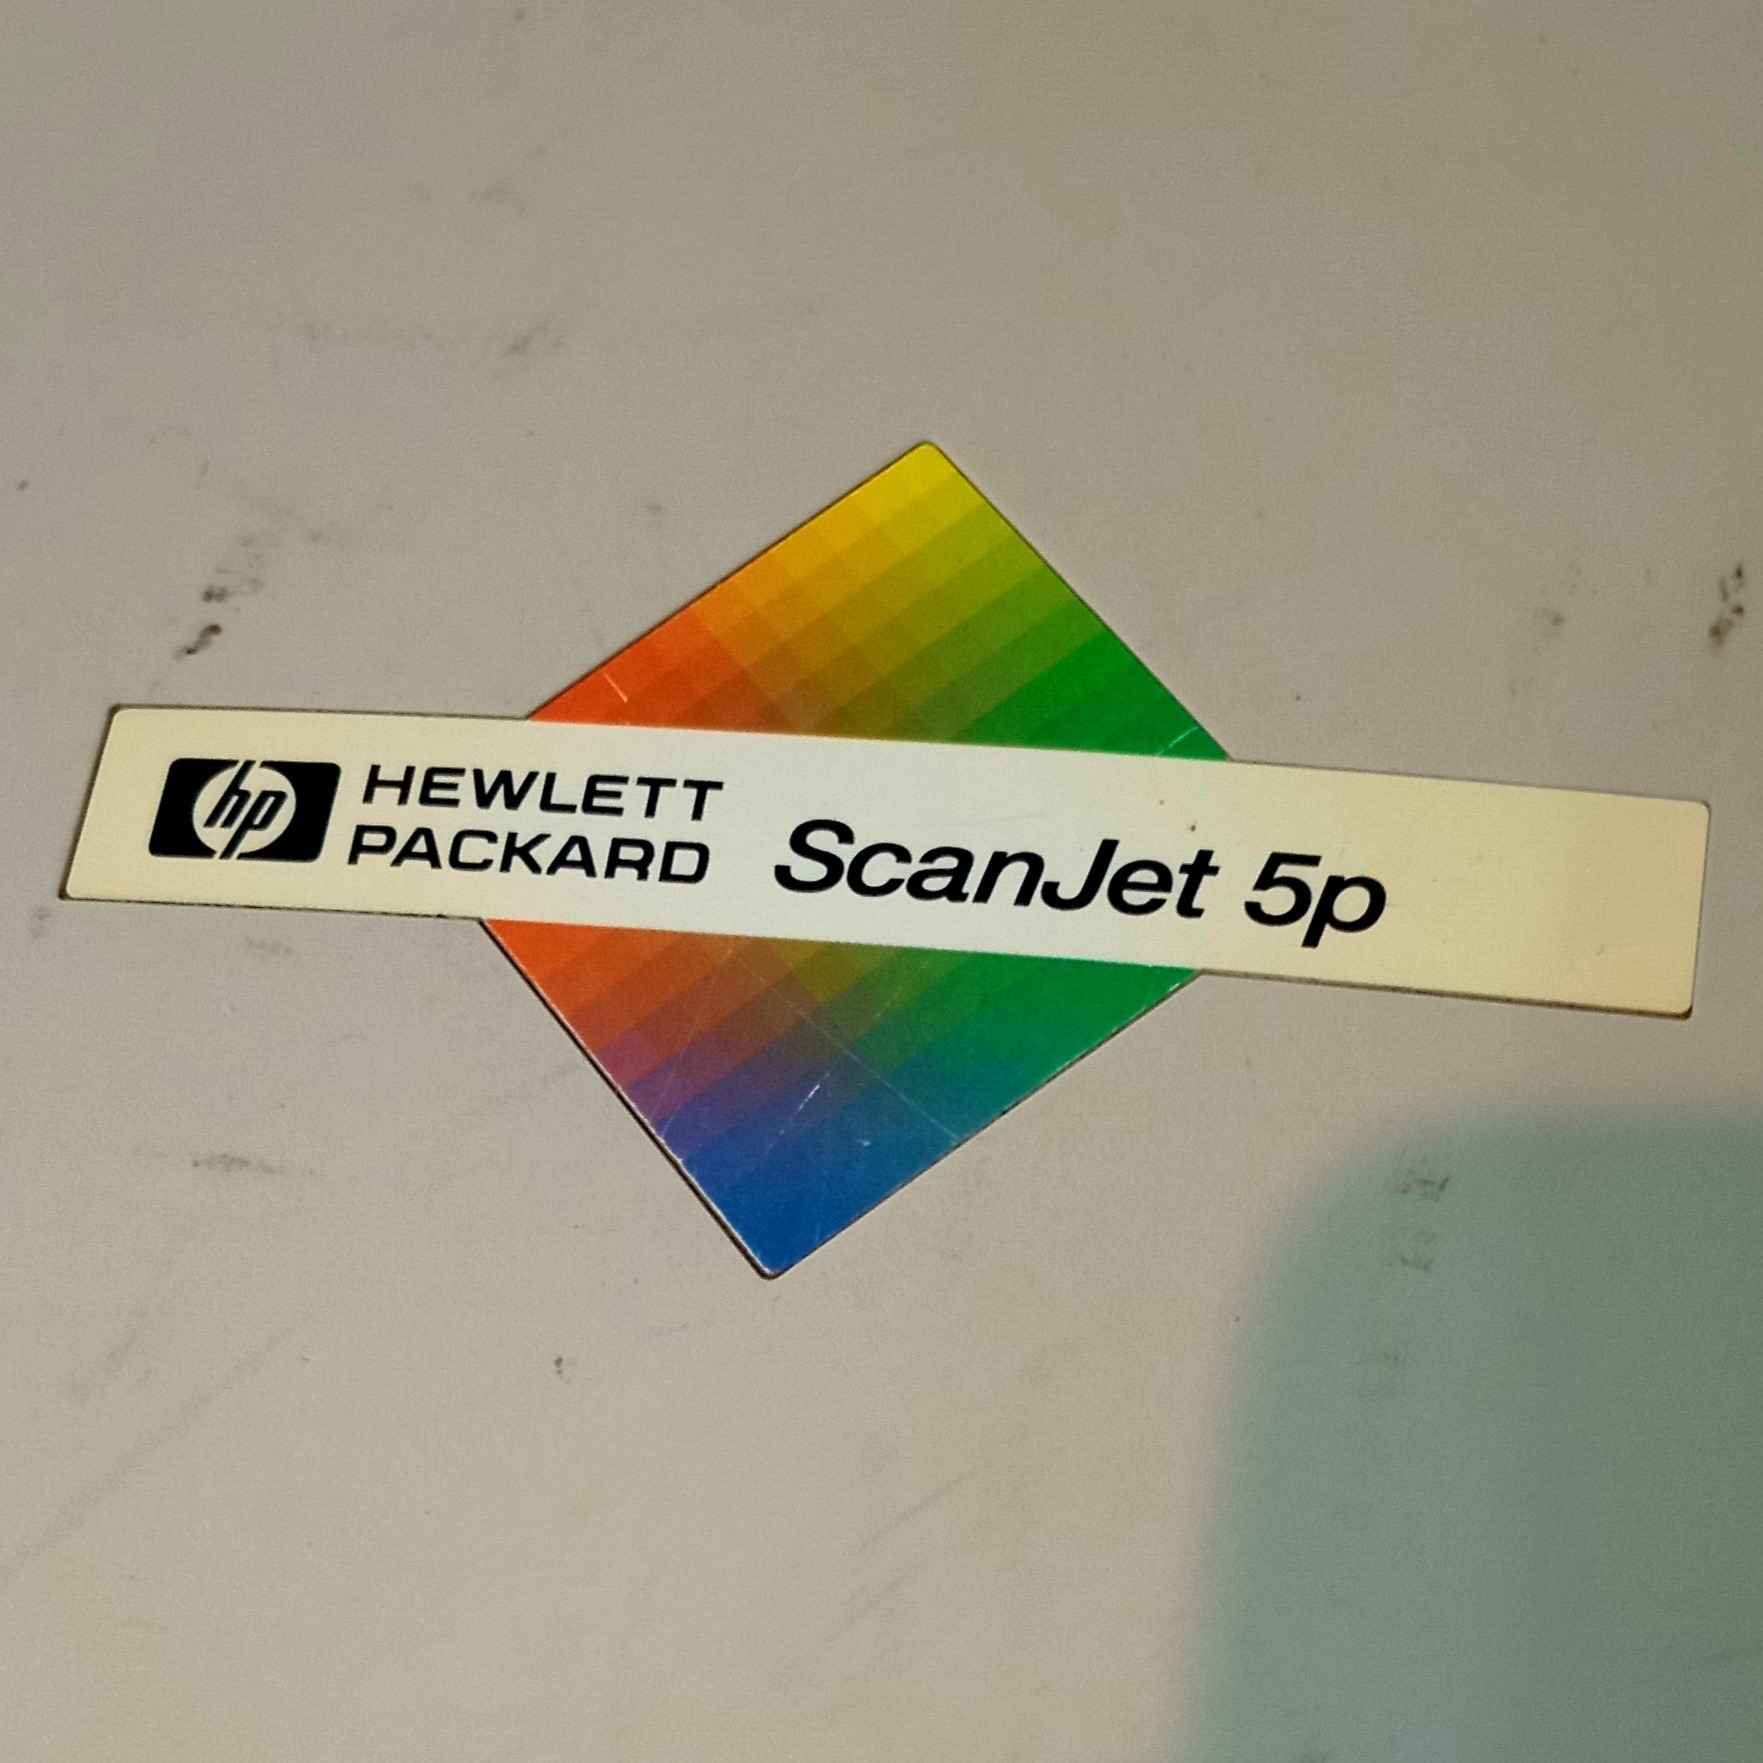 hp
HEWLETT
PACKARD
ScanJet 5p